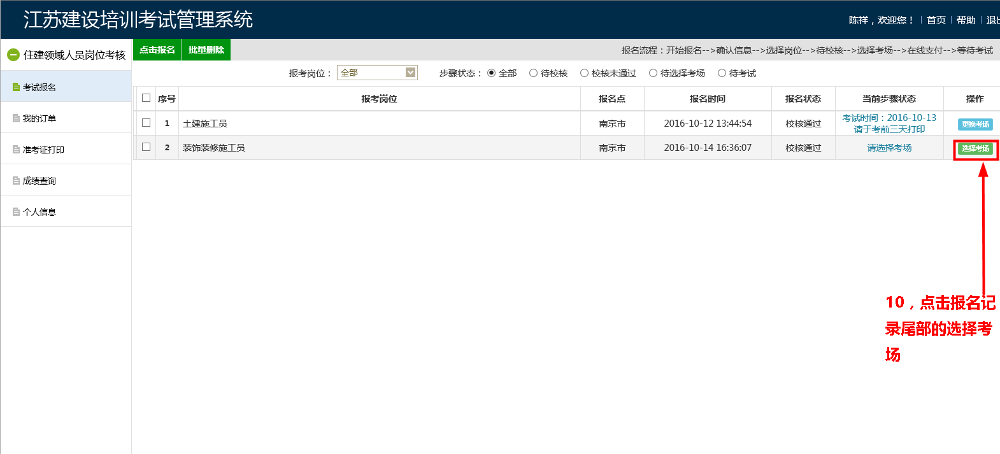 江苏建设培训考试管理系统
陈祥，欢迎您！ 首页 帮助
住建领域人员岗位考核
点击报名 批量删除 报名流程：开始报名-->确认信息-->选择岗位-->待校核-->选择考场-->在线支付-->等待考试
考试报名
我的订单
准考证打印
成绩查询
个人信息
报考岗位： 全部 步骤状态： 全部 待校核 校核未通过 待选择考场 待考试
序号 报考岗位 报名点 报名时间 报名状态 当前步骤状态 操作
1 土建施工员 南京市 2016-10-12 13:44:54 校核通过 考试时间：2016-10-13
请于考前三天打印 更换考场
2 装饰装修施工员 南京市 2016-10-14 16:36:07 校核通过 请选择考场 选择考场
10，点击报名记
录尾部的选择考
场